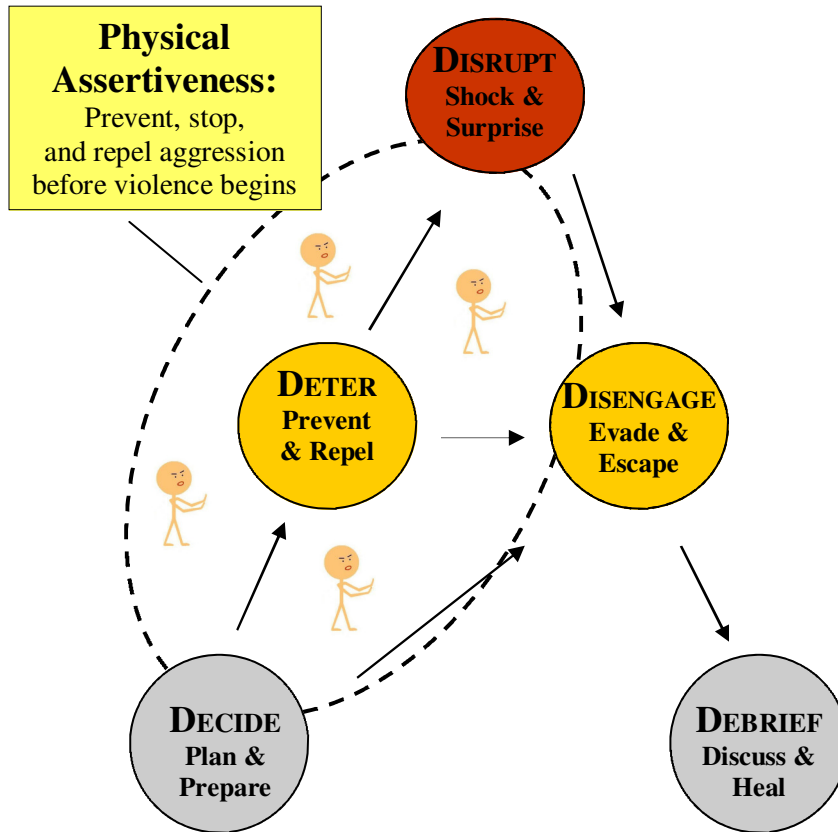 Physical
Assertiveness:
Prevent, stop,
and repel aggression
before violence begins
DISRUPT
Shock &
Surprise
DETER
Prevent
& Repel
DISENGAGE
Evade &
Escape
DECIDE
Plan &
Prepare
DEBRIEF
Discuss &
Heal